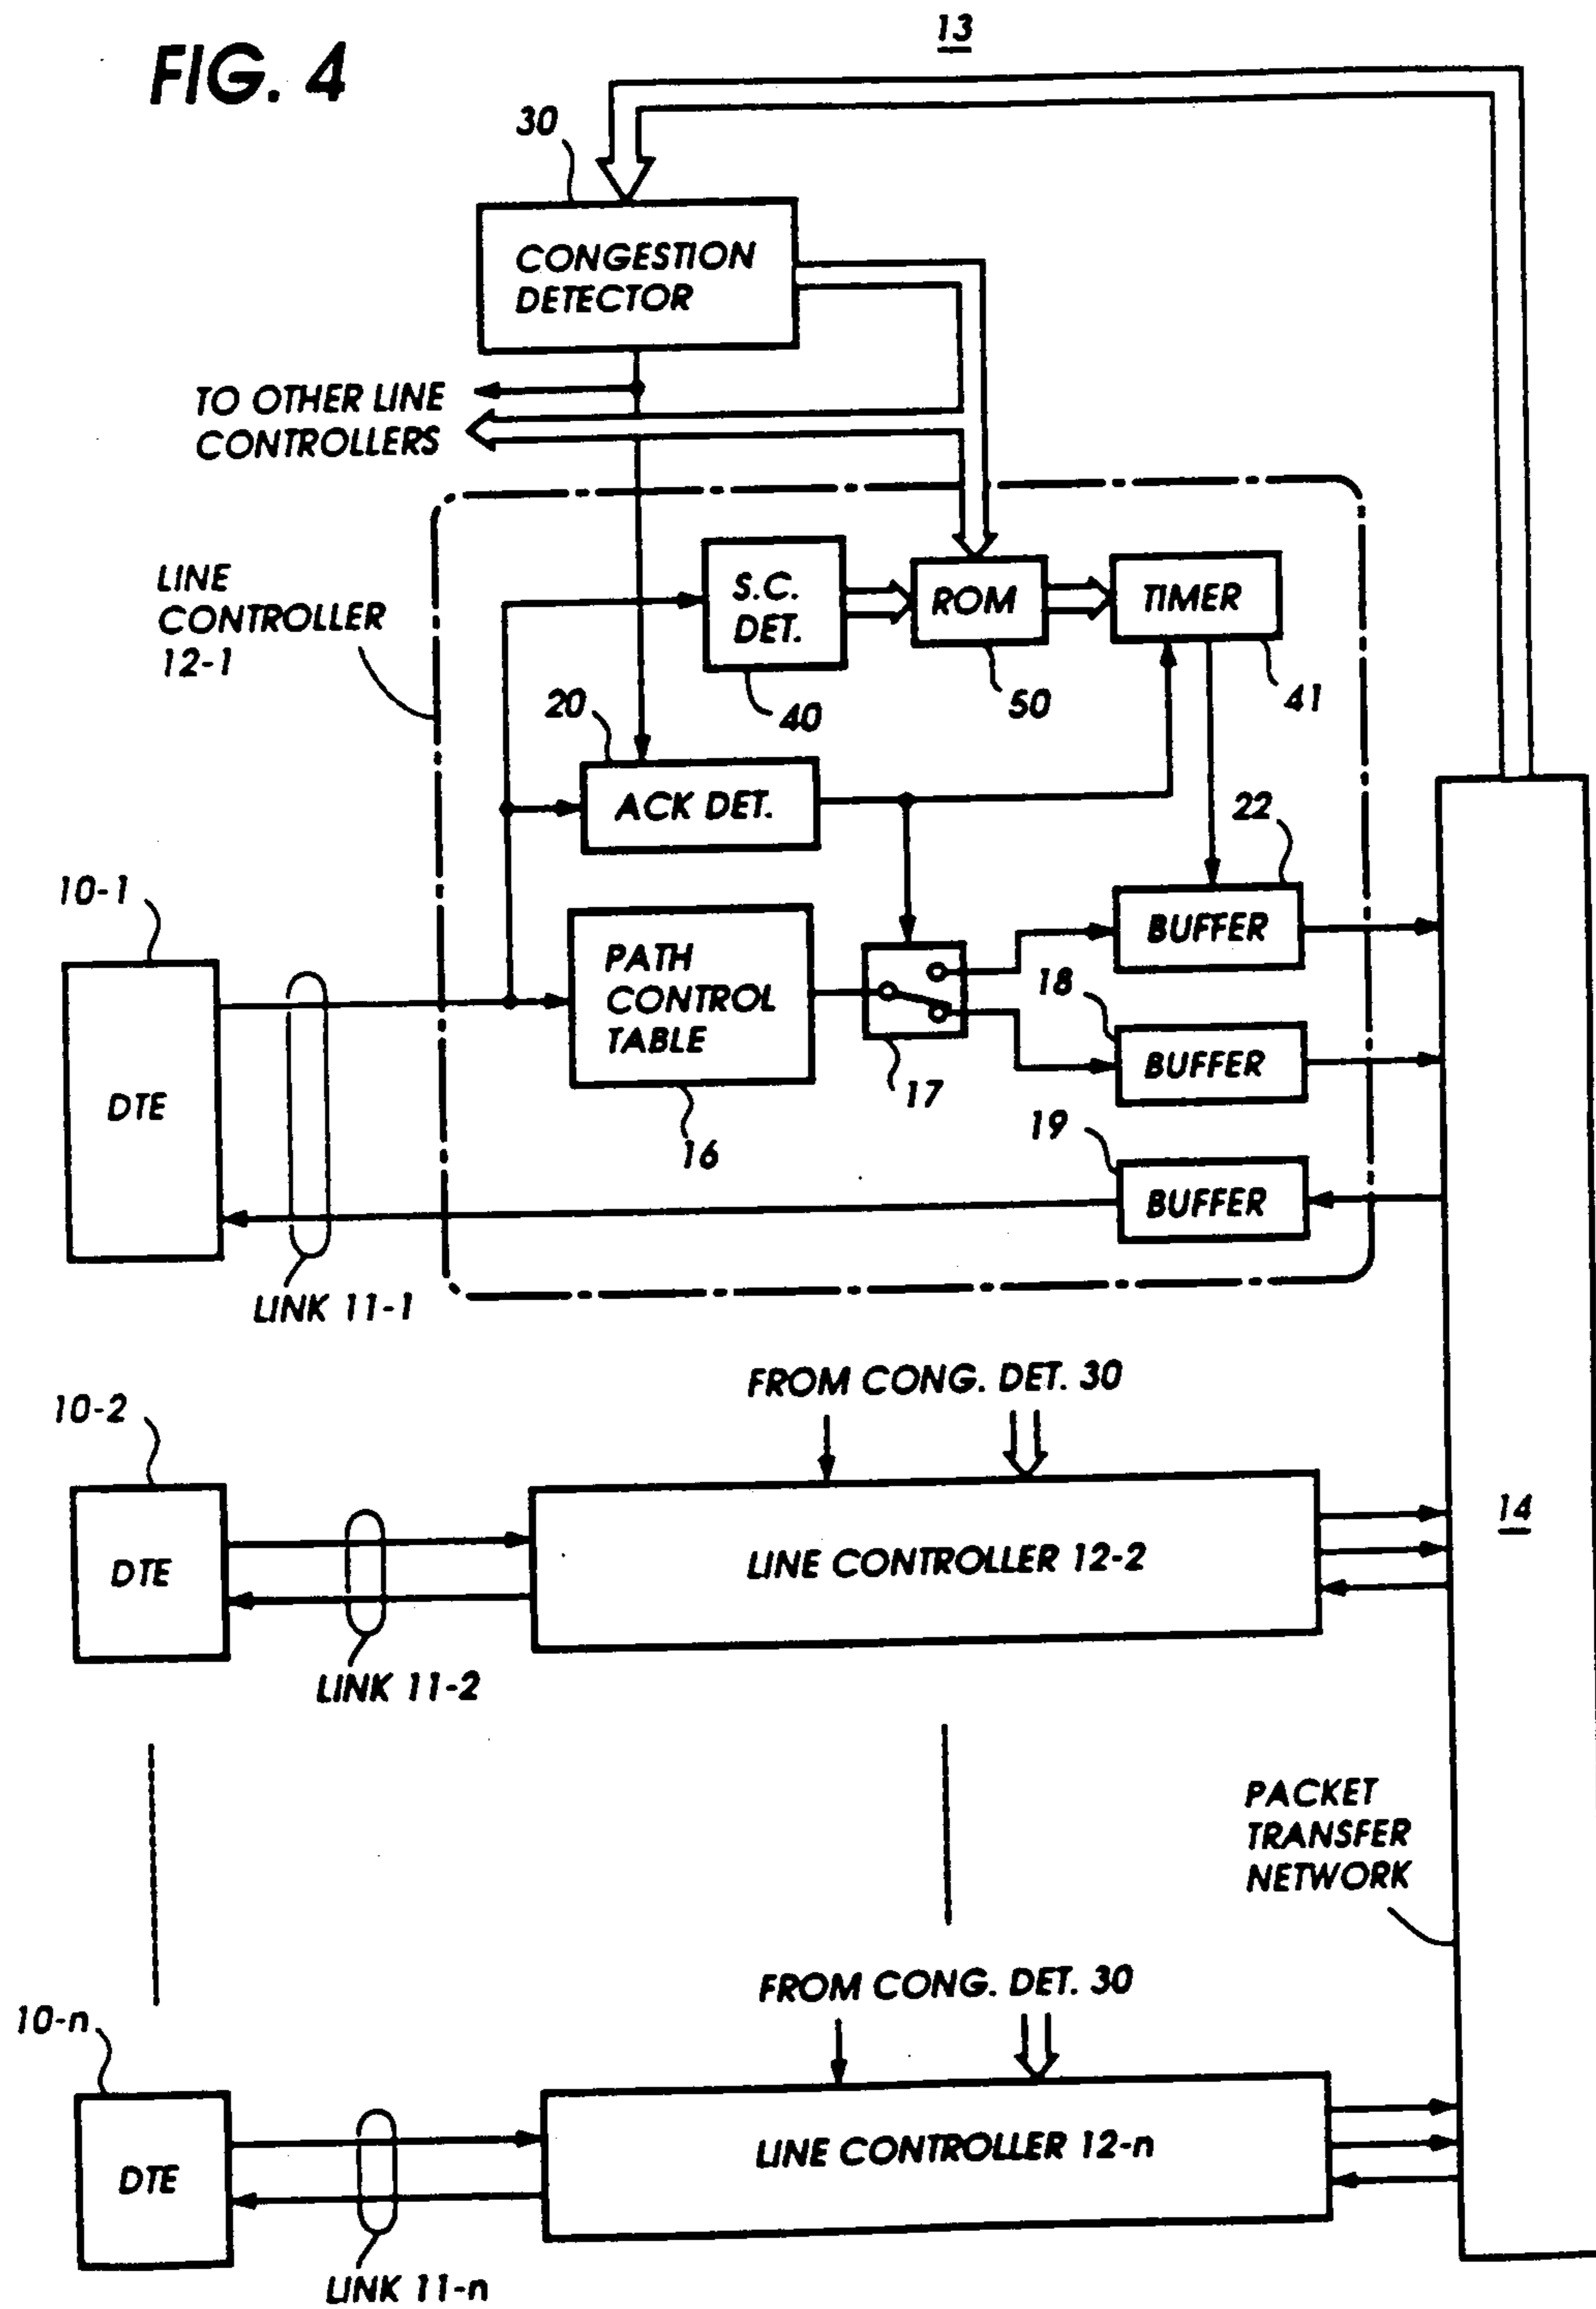 FIG. 4
13
30
CONGESTION
DETECTOR
TO OTHER LINE
CONTROLLERS
LINE
CONTROLLER
12-1
S.C.
DET.
ROM
TIMER
40
50
41
20
ACK DET.
22
10-1
PATH
CONTROL
TABLE
BUFFER
18
DTE
BUFFER
17
16
19
BUFFER
LINK 11-1
FROM CONG. DET. 30
10-2
14
DTE
LINE CONTROLLER 12-2
LINK 11-2
PACKET
TRANSFER
NETWORK
FROM CONG. DET. 30
10-n
DTE
LINE CONTROLLER 12-n
LINK 11-n